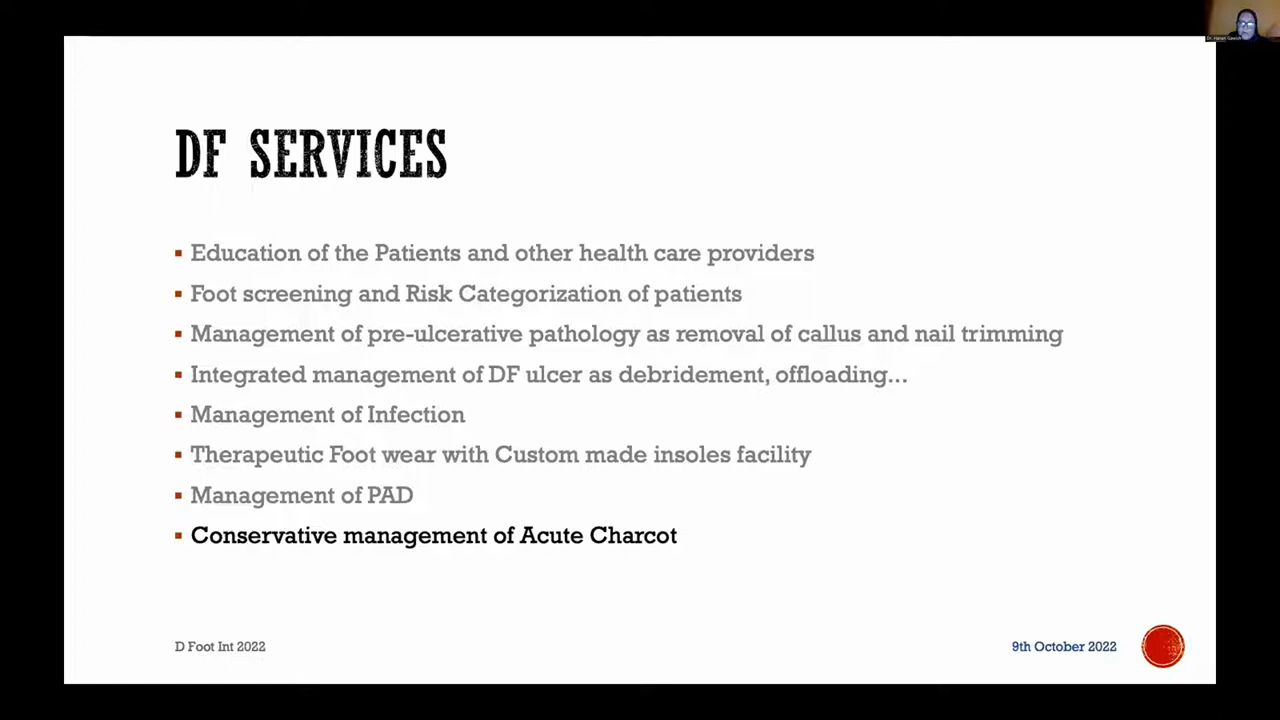 Dr. Hanan Gawish
DF SERVICES
Education of the Patients and other health care providers
Foot screening and Risk Categorization of patients
Management of pre-ulcerative pathology as removal of callus and nail trimming
Integrated management of DF ulcer as debridement, offloading...
Management of Infection
Therapeutic Foot wear with Custom made insoles facility
Management of PAD
Conservative management of Acute Charcot
D Foot Int 2022
9th October 2022